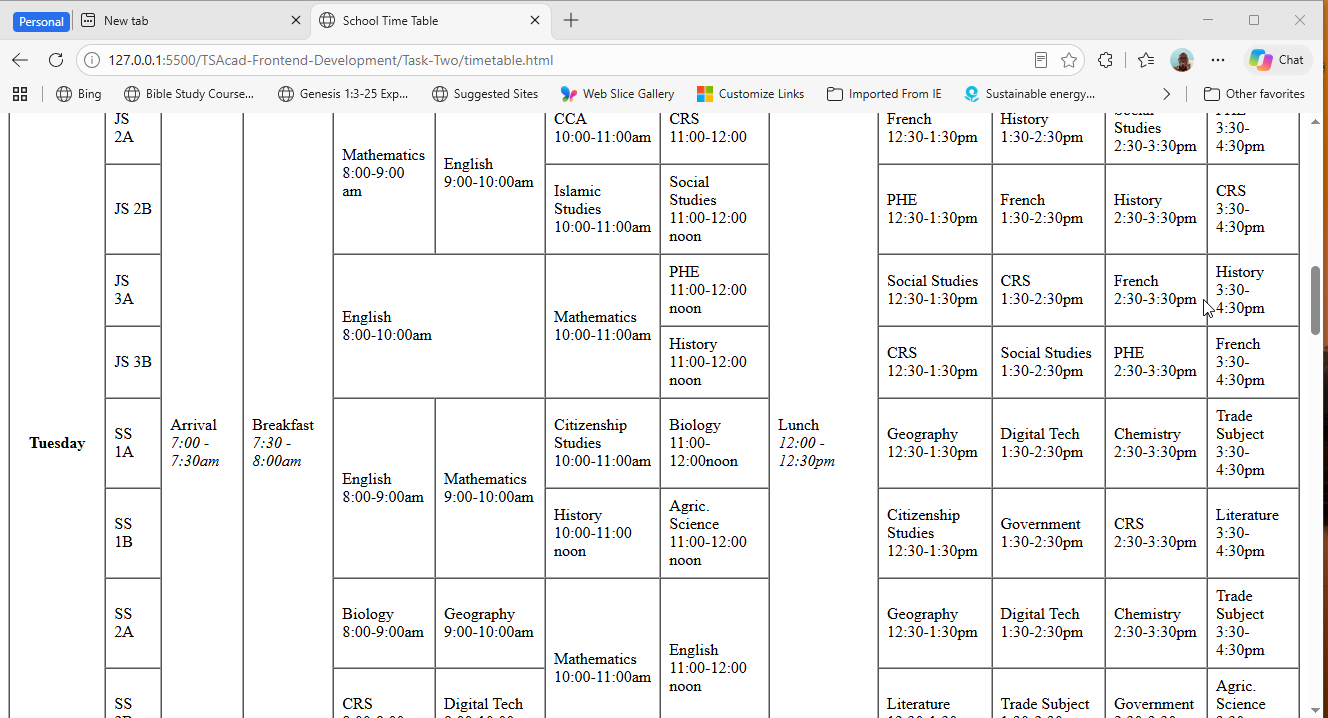 Personal
New tab
School Time Table
127.0.0.1:5500/TSAcad-Frontend-Development/Task-Two/timetable.html
Chat
Bing
Bible Study Course...
Genesis 1:3-25 Exp...
Suggested Sites
Web Slice Gallery
Customize Links
Imported From IE
Sustainable energy...
Other favorites
Tuesday
JS
2A
Arrival
7:00 -
7:30am
Breakfast
7:30 -
8:00am
Mathematics
8:00-9:00
am
English
9:00-10:00am
CCA
10:00-11:00am
CRS
11:00-12:00
Lunch
12:00 -
12:30pm
French
12:30-1:30pm
History
1:30-2:30pm
Studies
2:30-3:30pm
3:30-
4:30pm
JS 2B
Islamic
Studies
10:00-11:00am
Social
Studies
11:00-12:00
noon
PHE
12:30-1:30pm
French
1:30-2:30pm
History
2:30-3:30pm
CRS
3:30-
4:30pm
JS
3A
English
8:00-10:00am
Mathematics
10:00-11:00am
PHE
11:00-12:00
noon
Social Studies
12:30-1:30pm
CRS
1:30-2:30pm
French
2:30-3:30pm
History
3:30-
4:30pm
JS 3B
History
11:00-12:00
noon
CRS
12:30-1:30pm
Social Studies
1:30-2:30pm
PHE
2:30-3:30pm
French
3:30-
4:30pm
SS
1A
English
8:00-9:00am
Mathematics
9:00-10:00am
Citizenship
Studies
10:00-11:00am
Biology
11:00-
12:00noon
Geography
12:30-1:30pm
Digital Tech
1:30-2:30pm
Chemistry
2:30-3:30pm
Trade
Subject
3:30-
4:30pm
SS
1B
History
10:00-11:00
noon
Agric.
Science
11:00-12:00
noon
Citizenship
Studies
12:30-1:30pm
Government
1:30-2:30pm
CRS
2:30-3:30pm
Literature
3:30-
4:30pm
SS
2A
Biology
8:00-9:00am
Geography
9:00-10:00am
Mathematics
10:00-11:00am
English
11:00-12:00
noon
Geography
12:30-1:30pm
Digital Tech
1:30-2:30pm
Chemistry
2:30-3:30pm
Trade
Subject
3:30-
4:30pm
SS
CRS
Digital Tech
Literature
Trade Subject
Government
Agric.
Science